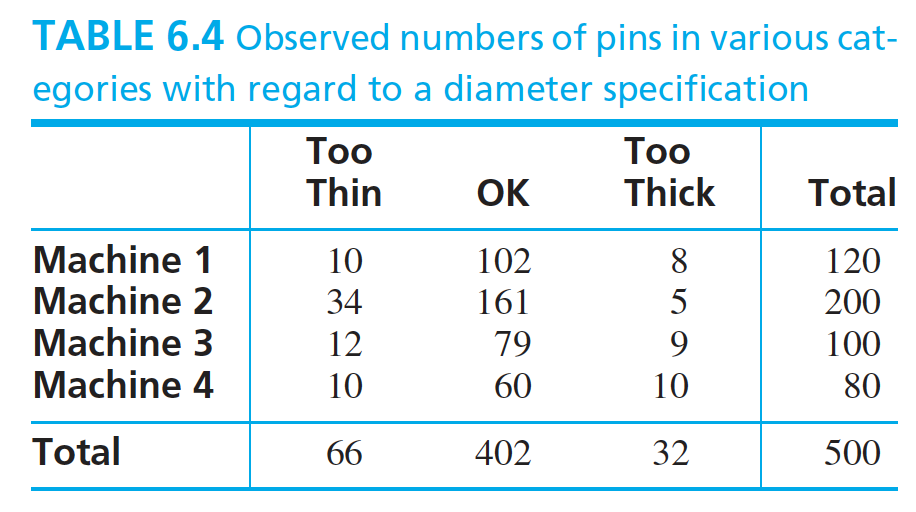 TABLE 6.4 Observed numbers of pins in various cat-
egories with regard to a diameter specification
Too Thin OK Too Thick Total
Machine 1 10 102 8 120
Machine 2 34 161 5 200
Machine 3 12 79 9 100
Machine 4 10 60 10 80
Total 66 402 32 500